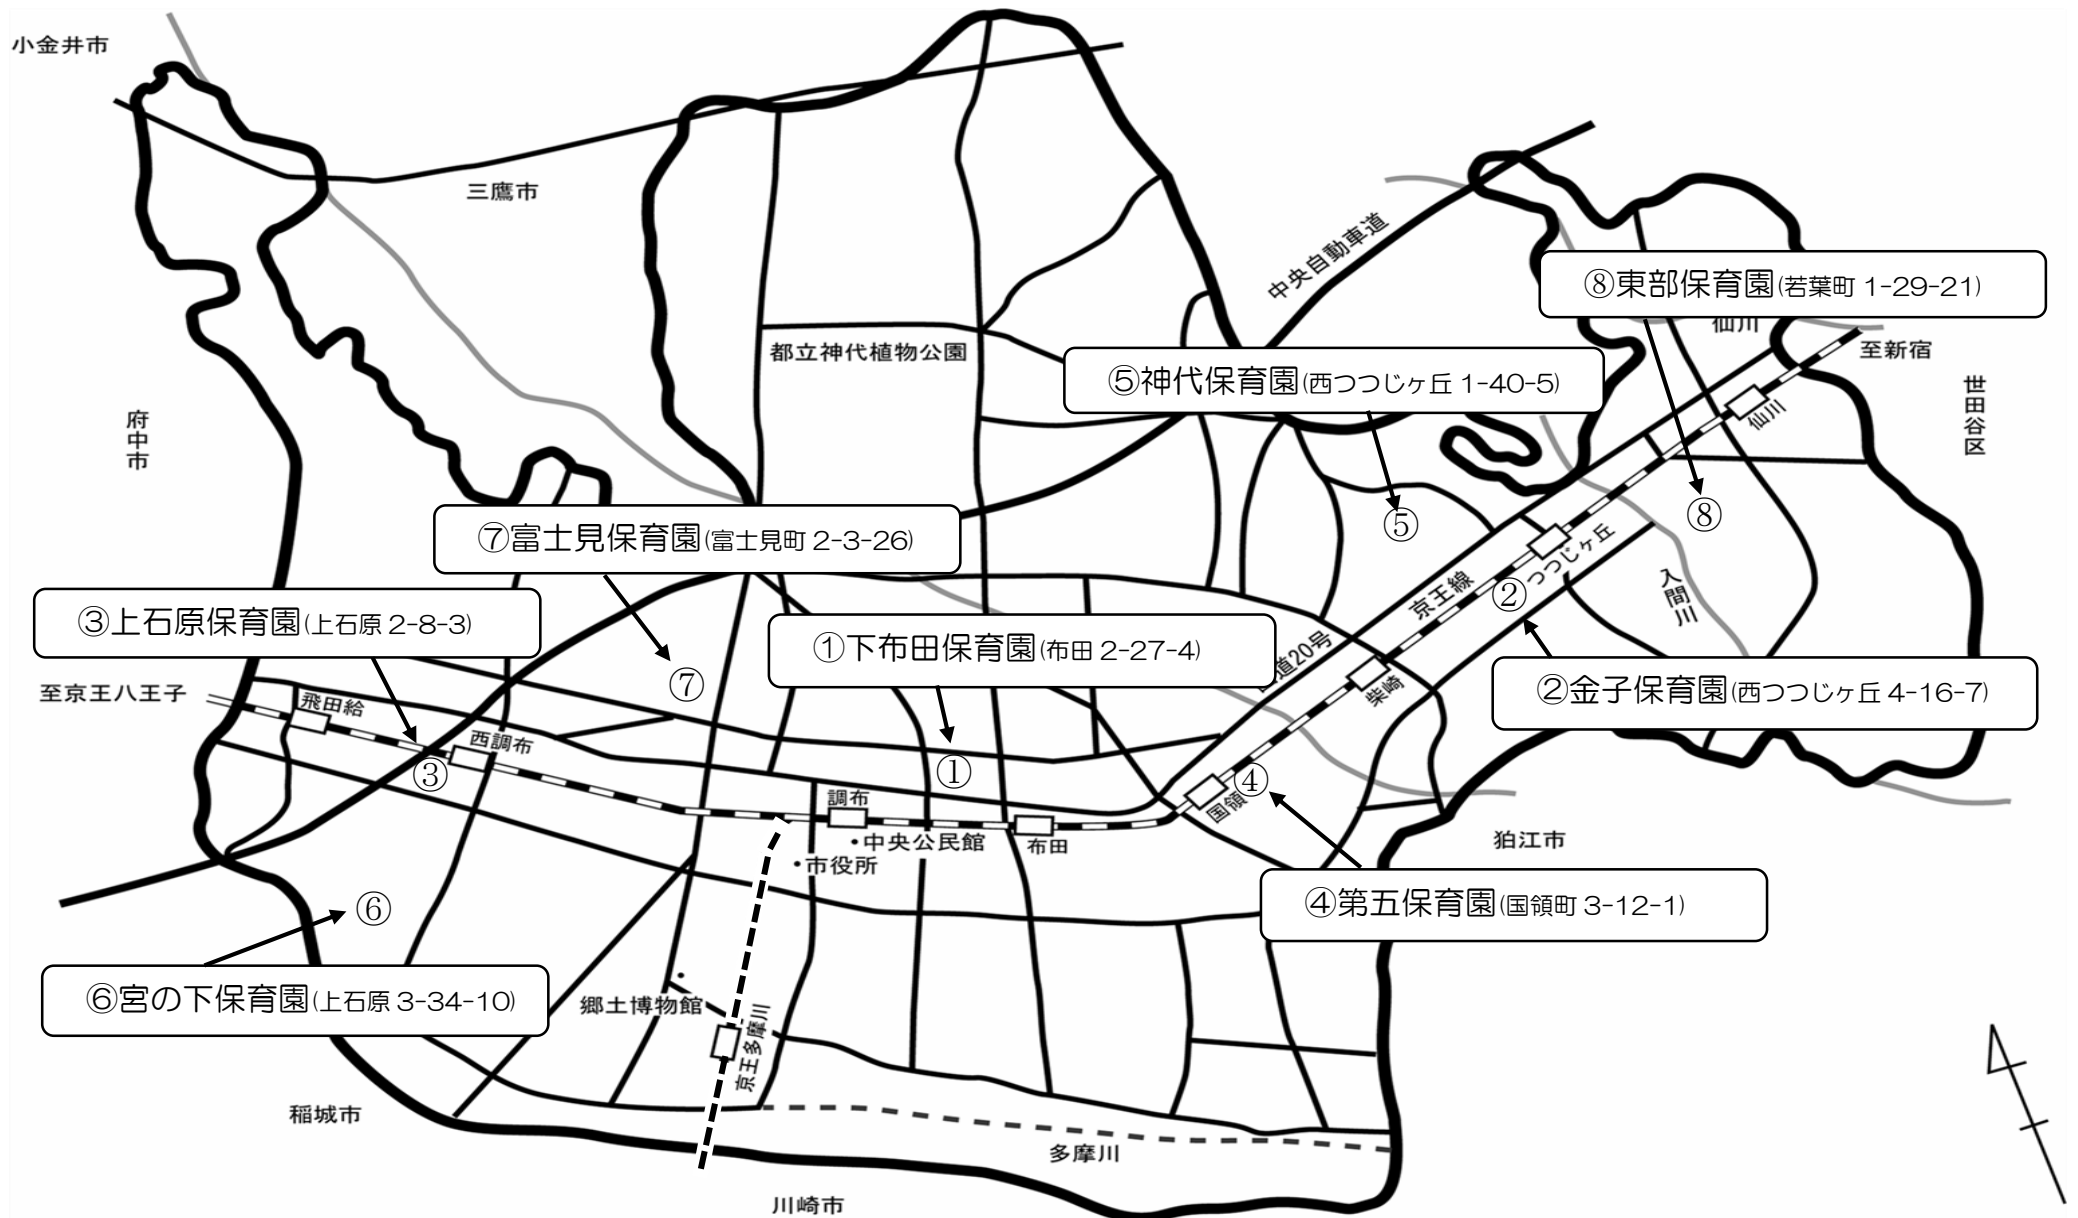 小金井市
三鷹市
中央自動車道
⑧東部保育園(若葉町 1-29-21)
仙川
至新宿
都立神代植物公園
⑤神代保育園(西つつじヶ丘 1-40-5)
世田谷区
府中市
仙川
⑤
⑧
⑦富士見保育園(富士見町 2-3-26)
つつじヶ丘
京王線
②
入間川
③上石原保育園(上石原 2-8-3)
①下布田保育園(布田 2-27-4)
道20号
柴崎
②金子保育園(西つつじヶ丘 4-16-7)
至京王八王子
飛田給
⑦
西調布
③
①
④
国領
調布
・中央公民館
布田
・市役所
狛江市
⑥
④第五保育園(国領町 3-12-1)
⑥宮の下保育園(上石原 3-34-10)
郷土博物館
京王多摩川
稲城市
多摩川
川崎市